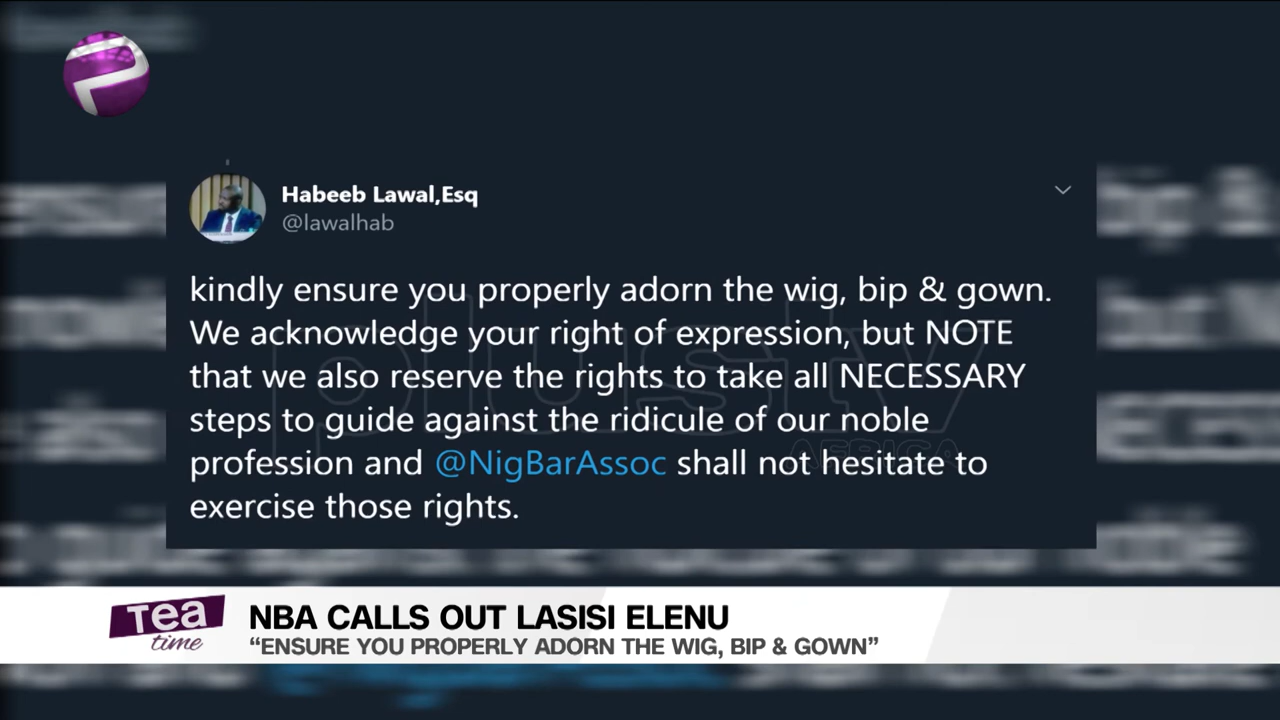 Habeeb Lawal,Esq
@lawalhab
kindly ensure you properly adorn the wig, bip & gown.
We acknowledge your right of expression, but NOTE
that we also reserve the rights to take all NECESSARY
steps to guide against the ridicule of our noble
profession and @NigBarAssoc shall not hesitate to
exercise those rights.
plustv
AFRICA
Tea
time
NBA CALLS OUT LASISI ELENU
“ENSURE YOU PROPERLY ADORN THE WIG, BIP & GOWN”